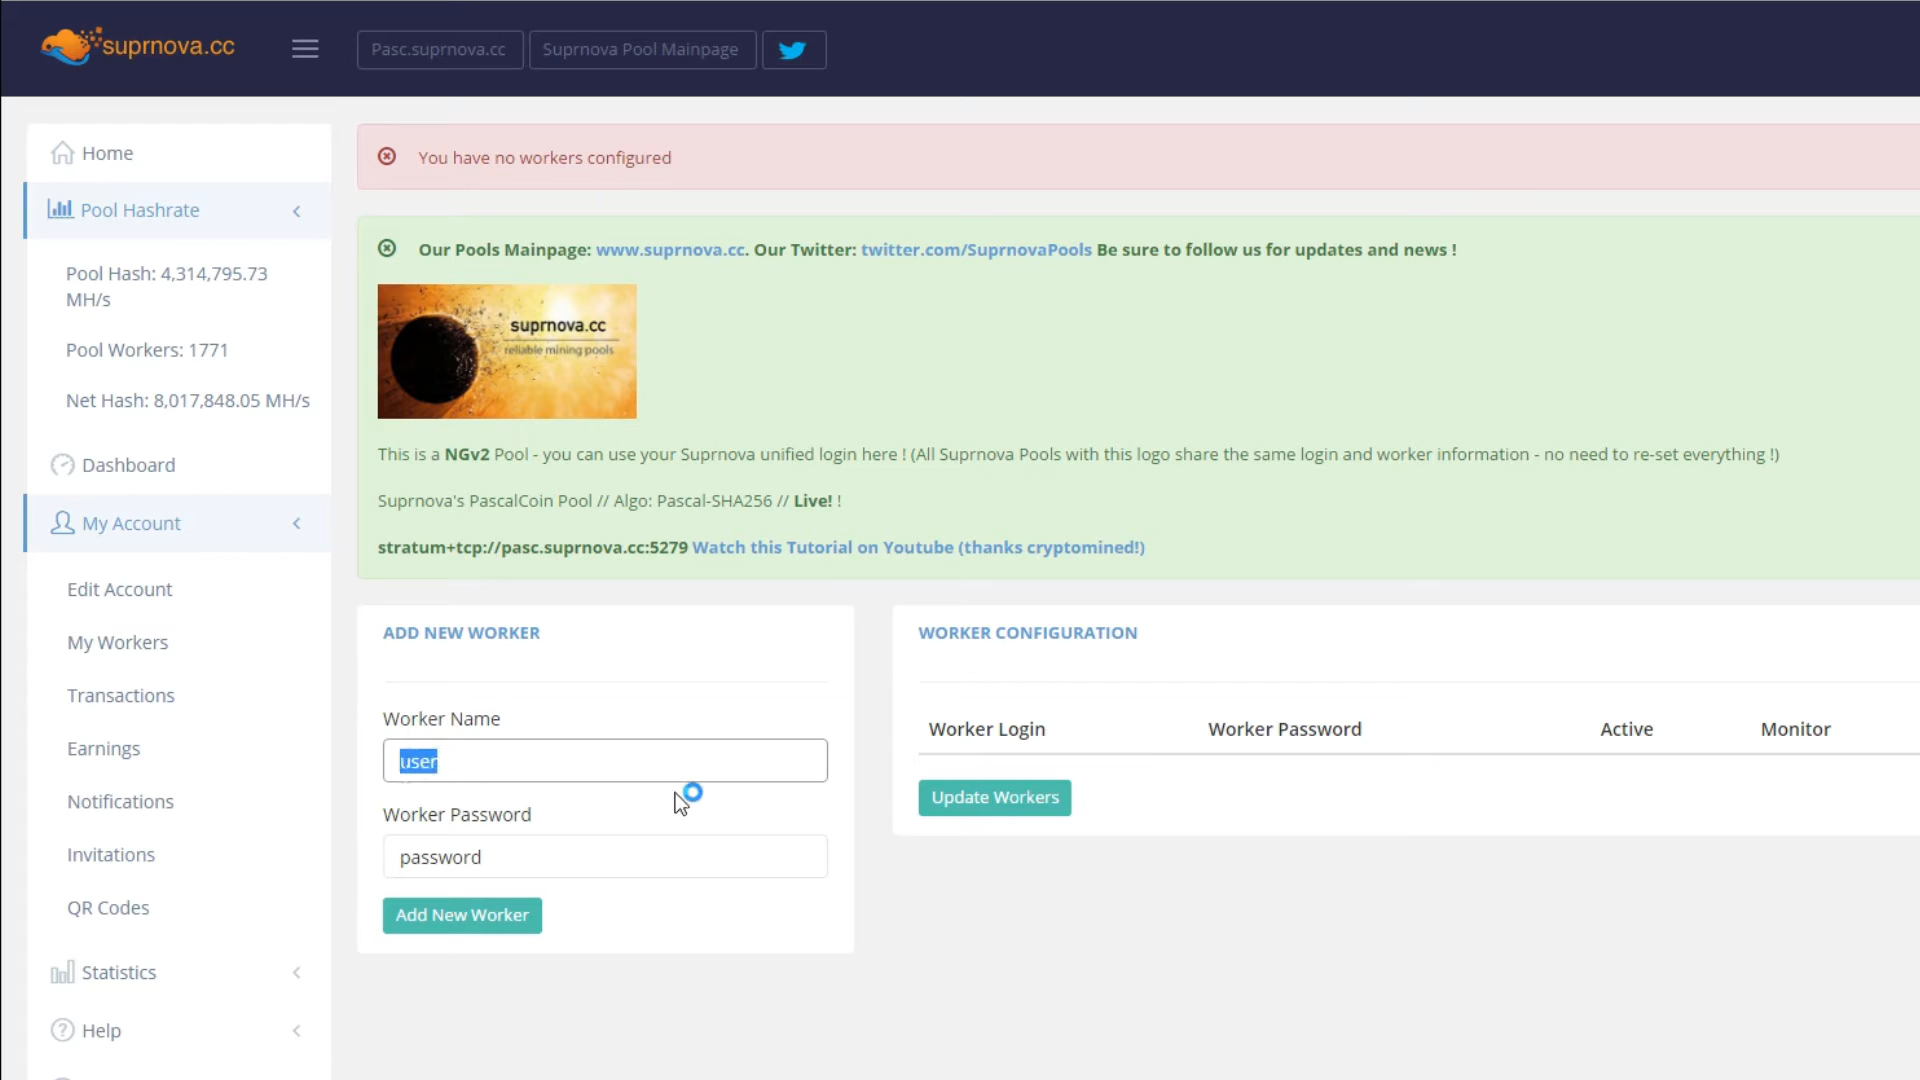 suprnova.cc
Pasc.suprnova.cc
Suprnova Pool Mainpage
Home
Pool Hashrate
Pool Hash: 4,314,795.73
MH/s
Pool Workers: 1771
Net Hash: 8,017,848.05 MH/s
Dashboard
My Account
Edit Account
My Workers
Transactions
Earnings
Notifications
Invitations
QR Codes
Statistics
Help
You have no workers configured
Our Pools Mainpage: www.suprnova.cc. Our Twitter: twitter.com/SuprnovaPools Be sure to follow us for updates and news !
suprnova.cc
reliable mining pools
This is a NGv2 Pool - you can use your Suprnova unified login here ! (All Suprnova Pools with this logo share the same login and worker information - no need to re-set everything !)
Suprnova's PascalCoin Pool // Algo: Pascal-SHA256 // Live! !
stratum+tcp://pasc.suprnova.cc:5279 Watch this Tutorial on Youtube (thanks cryptomined!)
ADD NEW WORKER
Worker Name
user
Worker Password
password
Add New Worker
WORKER CONFIGURATION
Worker Login Worker Password Active Monitor
Update Workers